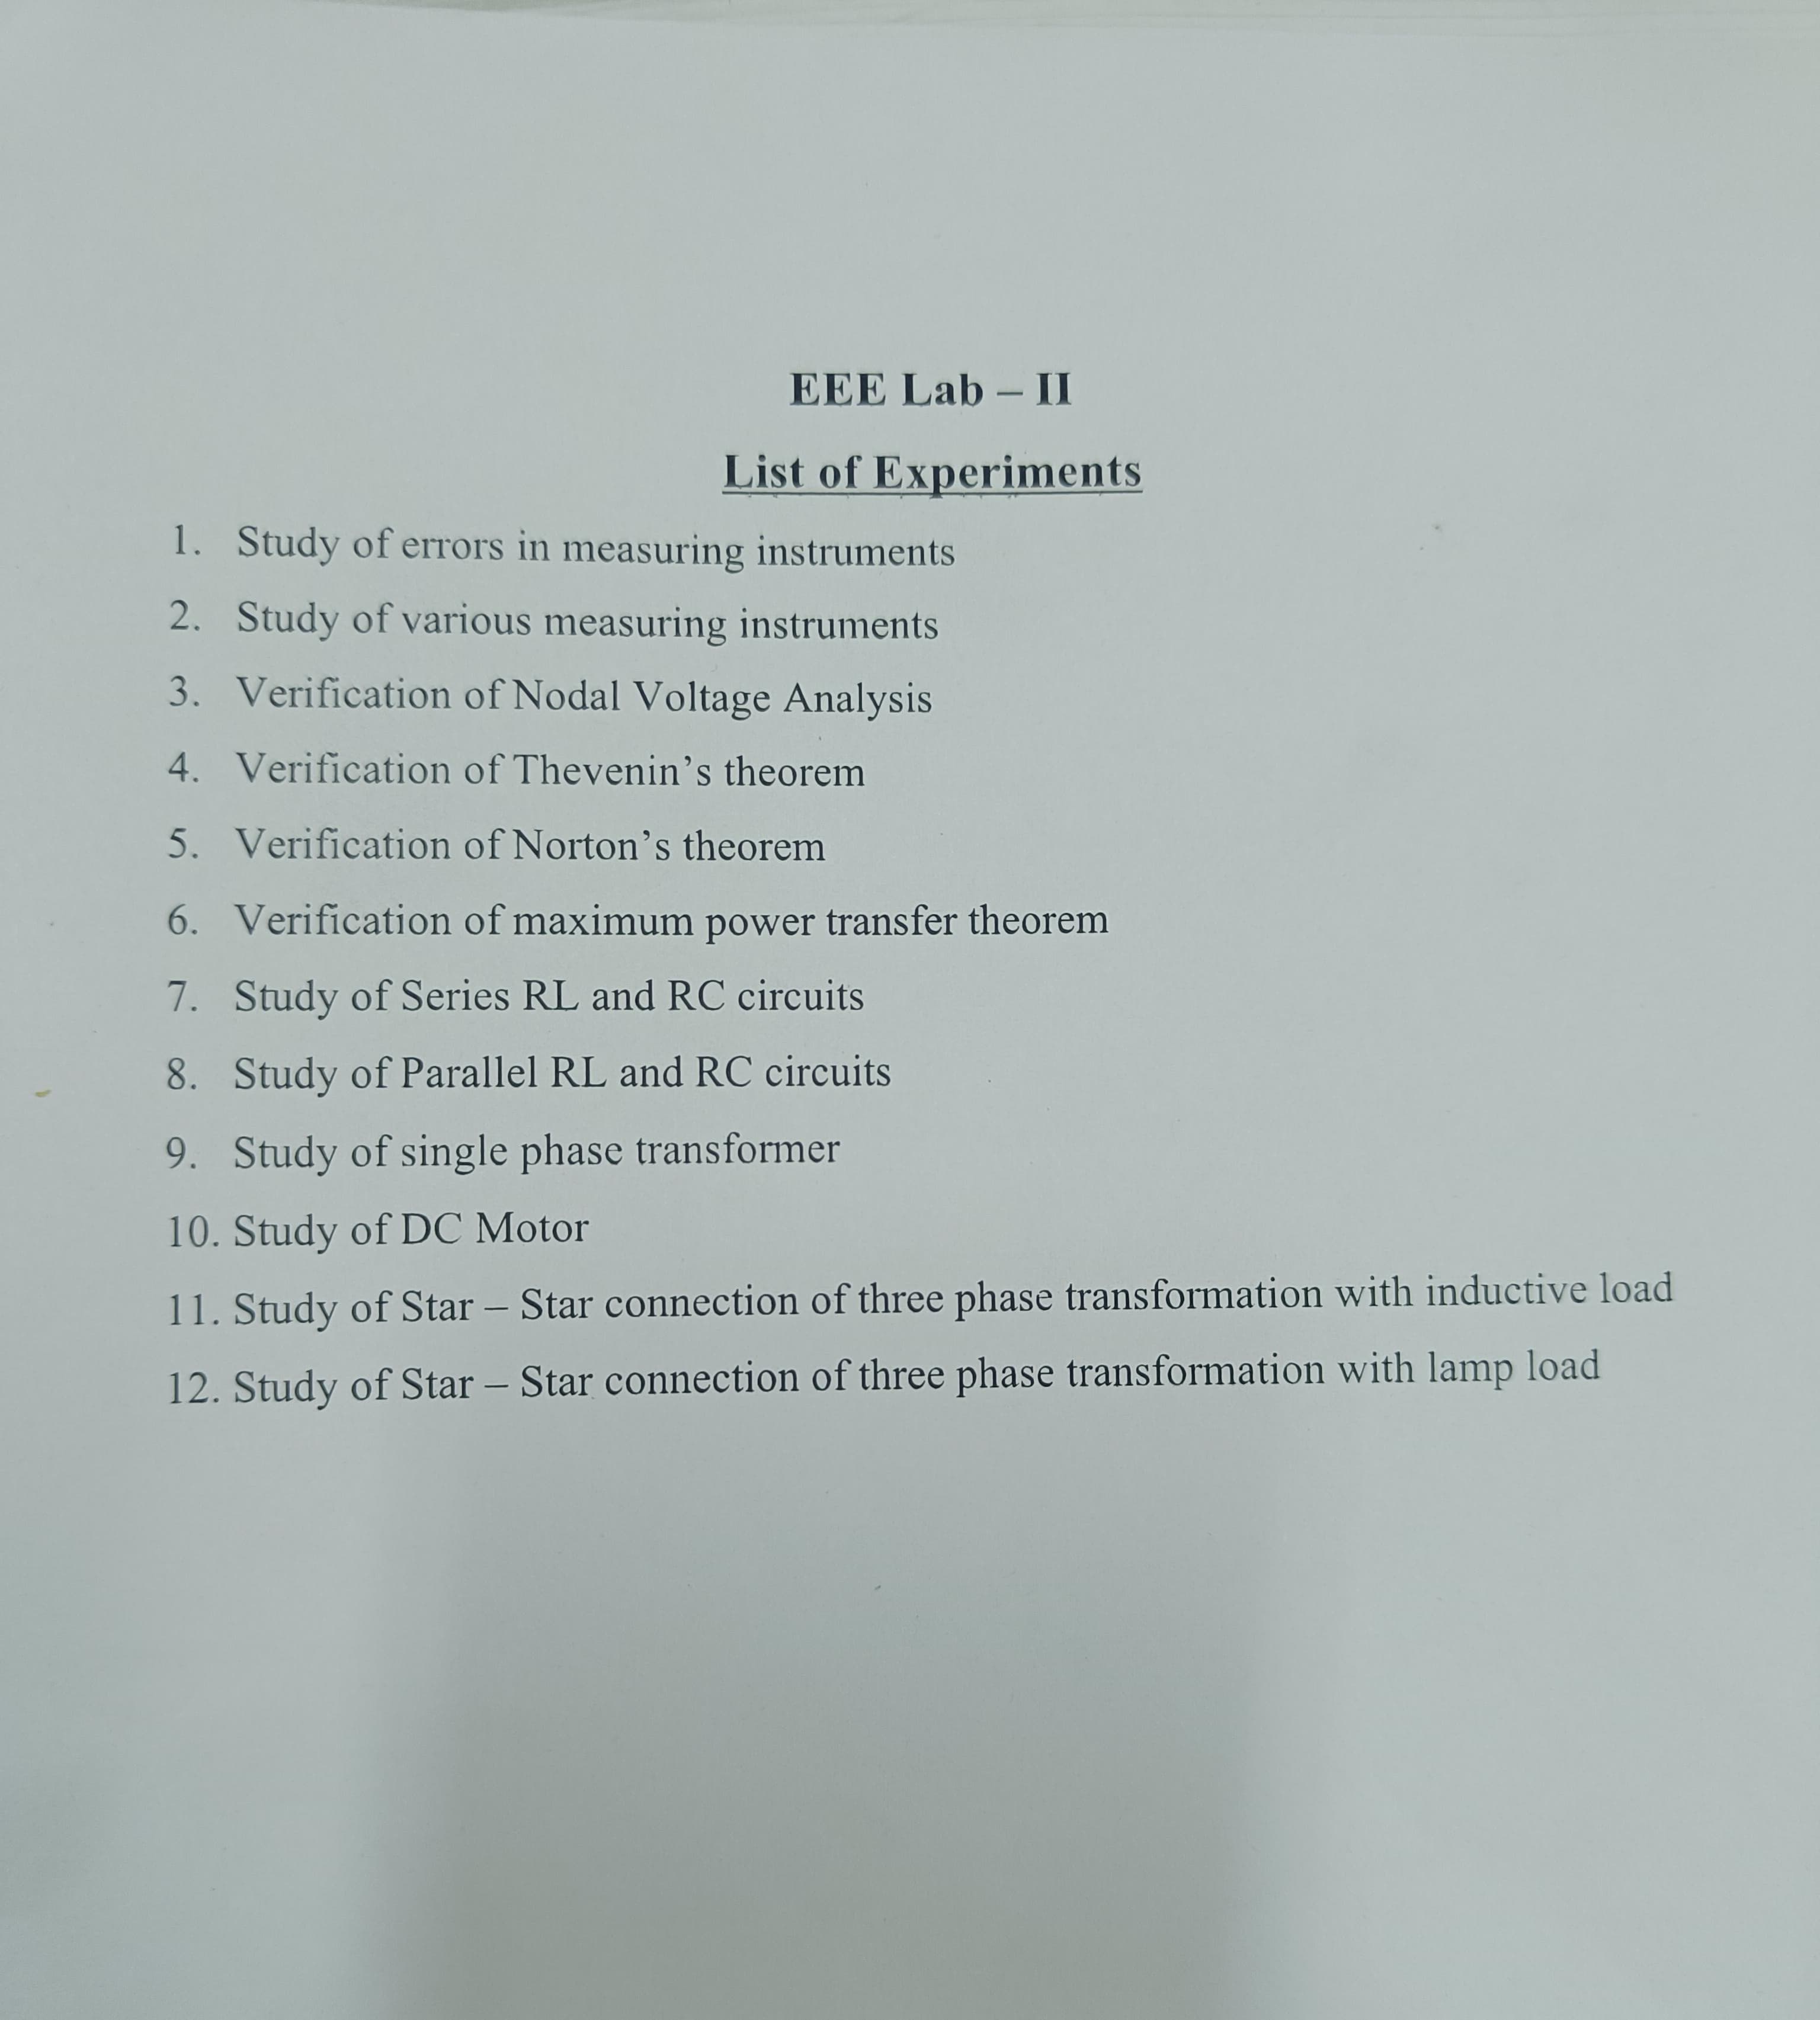 EEE Lab – II
List of Experiments
1. Study of errors in measuring instruments
2. Study of various measuring instruments
3. Verification of Nodal Voltage Analysis
4. Verification of Thevenin’s theorem
5. Verification of Norton’s theorem
6. Verification of maximum power transfer theorem
7. Study of Series RL and RC circuits
8. Study of Parallel RL and RC circuits
9. Study of single phase transformer
10. Study of DC Motor
11. Study of Star – Star connection of three phase transformation with inductive load
12. Study of Star – Star connection of three phase transformation with lamp load